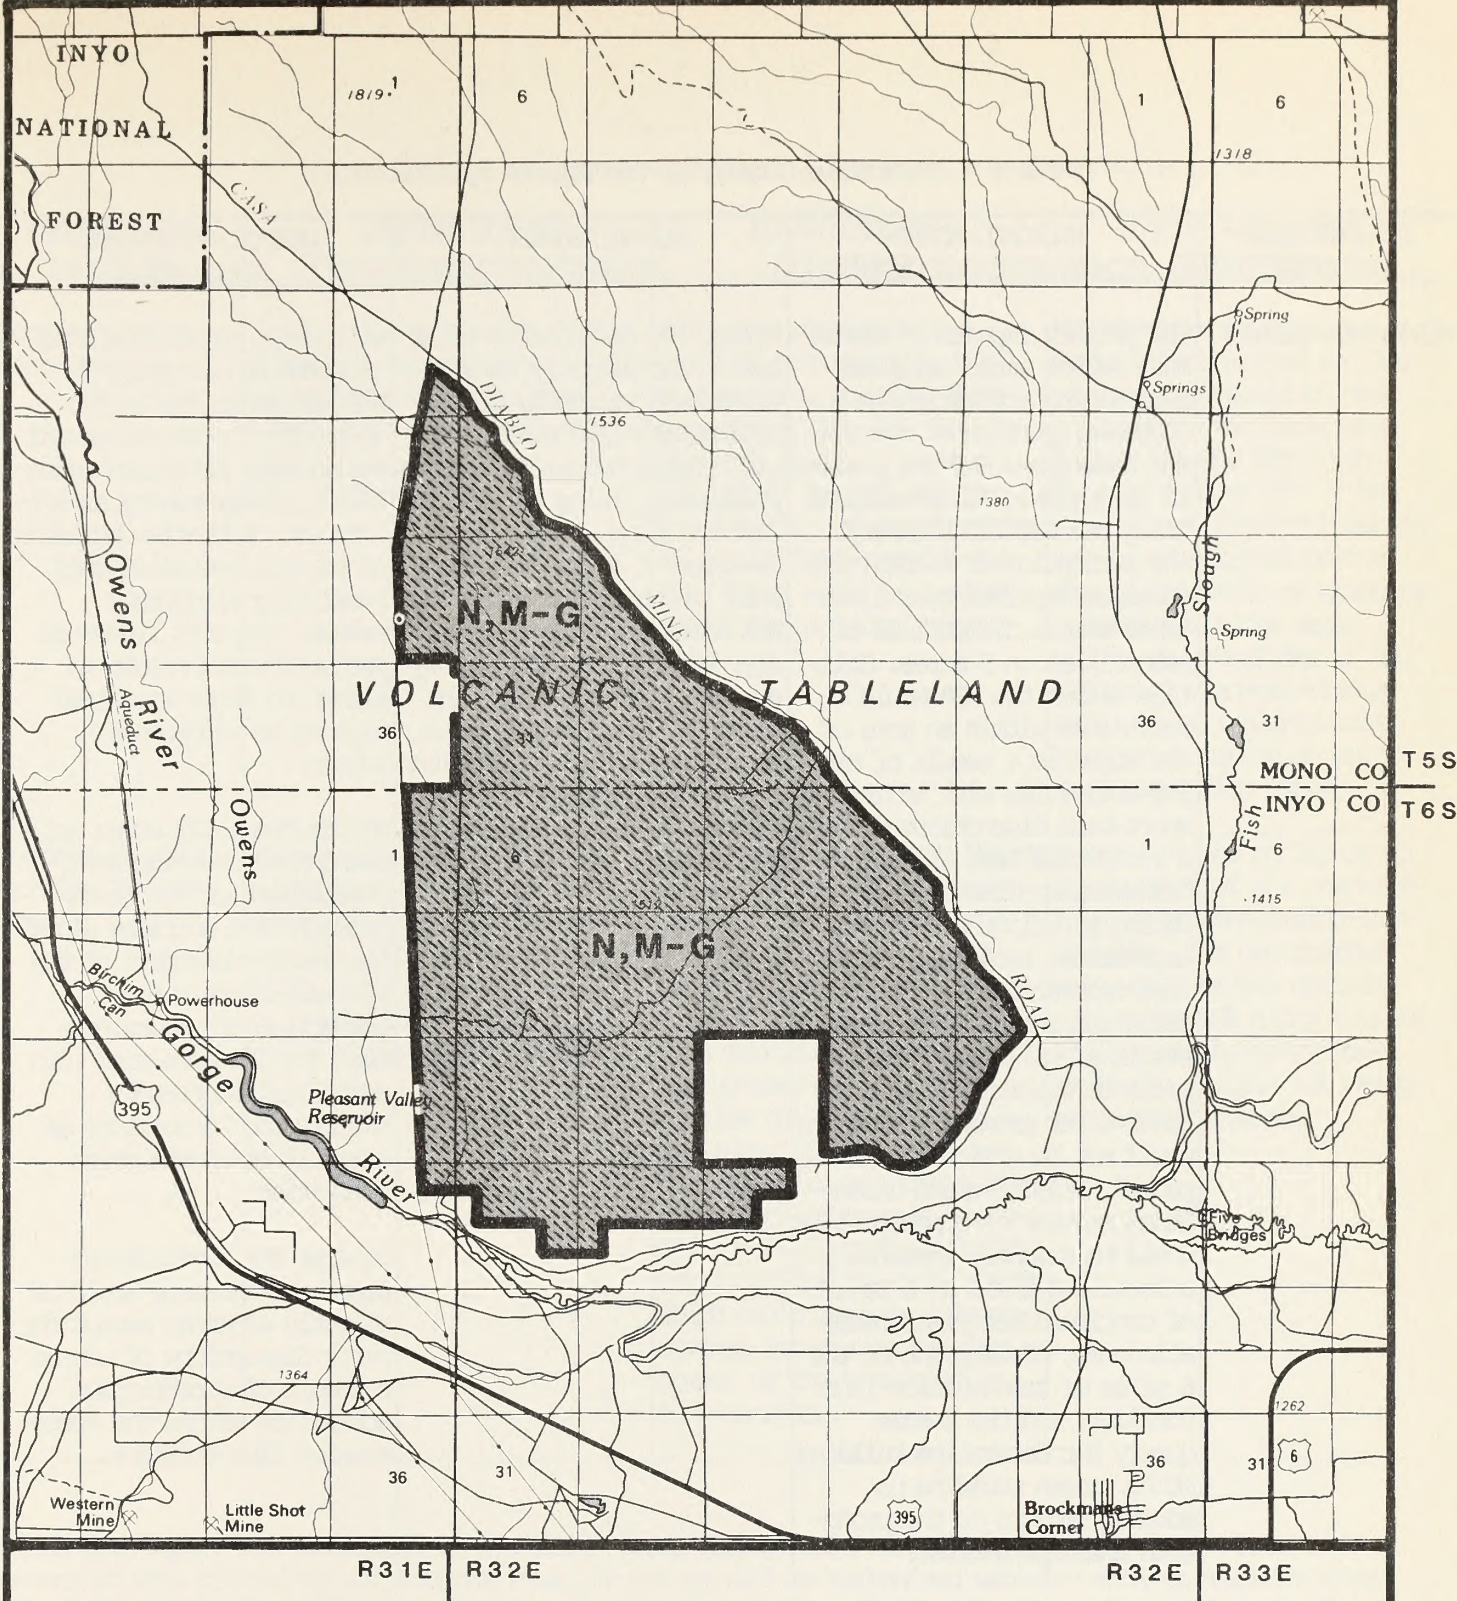 INYO
NATIONAL
FOREST
1819
1
6
1
6
1318
CASA
Spring
Springs
DIABLO
1536
1380
Owens
1642
Slough
N,M-G
MINE
Spring
VOLCANIC TABLELAND
River
Aqueduct
36
31
36
31
MONO CO
T5S
INYO CO
T6S
Owens
Fish
1
6
1
6
1415
N,M-G
Birchim
Can
Powerhouse
ROAD
Gorge
395
Pleasant Valley
Reservoir
River
Five
Bridges
1364
1262
36
31
36
31
6
Western
Mine
Little Shot
Mine
395
Brockmans
Corner
R31E
R32E
R32E
R33E